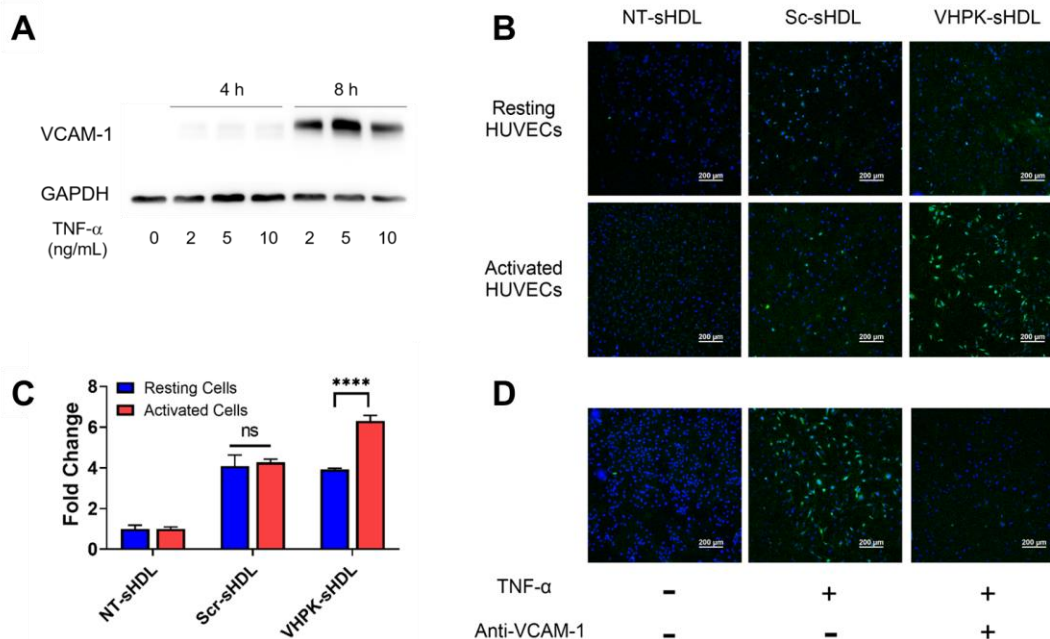 A
4 h 8 h
VCAM-1
GAPDH
TNF-α 0 2 5 10 2 5 10
(ng/mL)
B
NT-sHDL Sc-sHDL VHPK-sHDL
Resting
HUVECs
200 µm 200 µm 200 µm
Activated
HUVECs
200 µm 200 µm 200 µm
C
Fold Change
8
6
4
2
0
Resting Cells
Activated Cells
ns
****
NT-sHDL
Scr-sHDL
VHPK-sHDL
D
200 µm 200 µm 200 µm
TNF-α - + +
Anti-VCAM-1 - - +